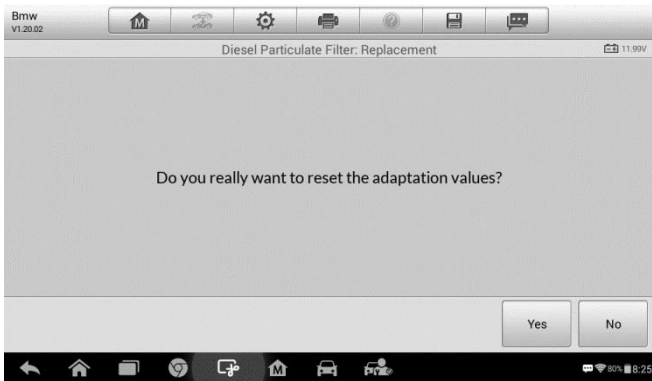 Bmw
V1.20.02
Diesel Particulate Filter: Replacement
11.99V
Do you really want to reset the adaptation values?
Yes
No
80%
8:25